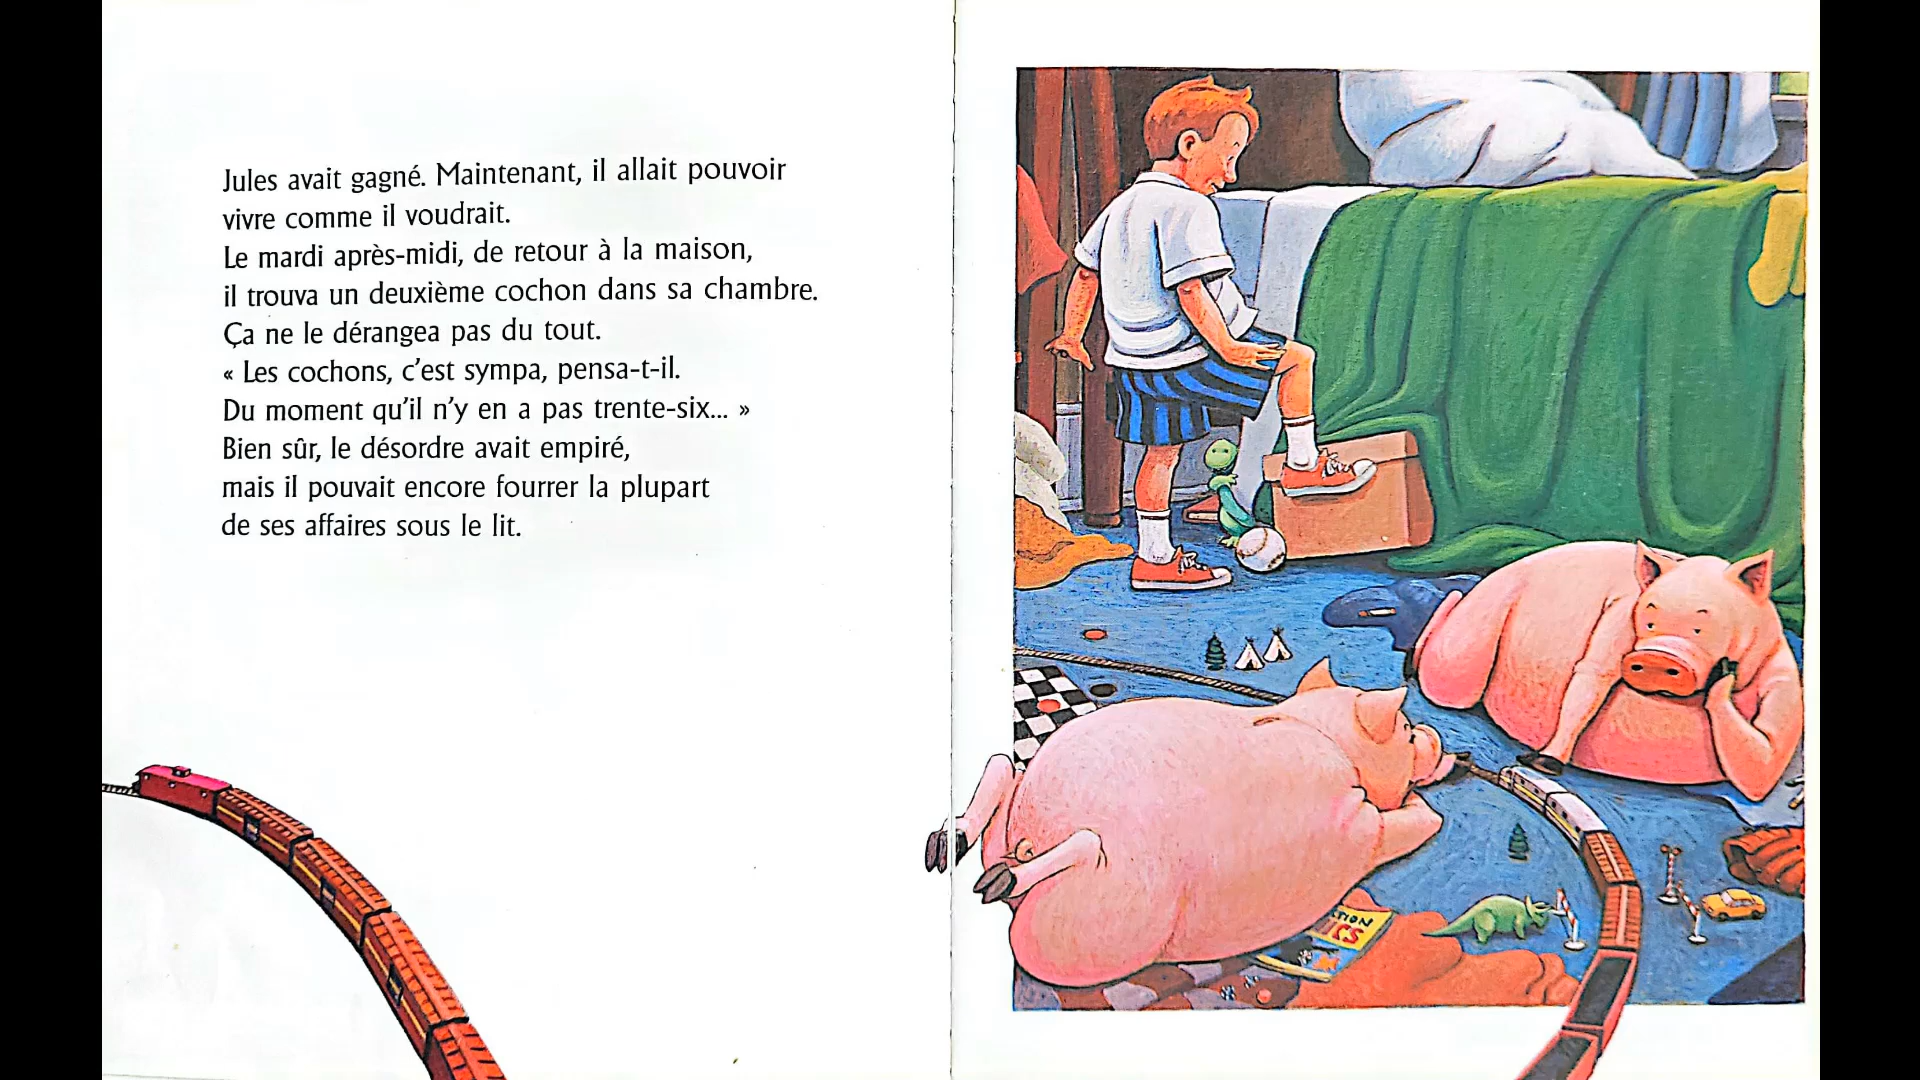 Jules avait gagné. Maintenant, il allait pouvoir
vivre comme il voudrait.
Le mardi après-midi, de retour à la maison,
il trouva un deuxième cochon dans sa chambre.
Ça ne le dérangea pas du tout.
« Les cochons, c’est sympa, pensa-t-il.
Du moment qu’il n’y en a pas trente-six... »
Bien sûr, le désordre avait empiré,
mais il pouvait encore fourrer la plupart
de ses affaires sous le lit.